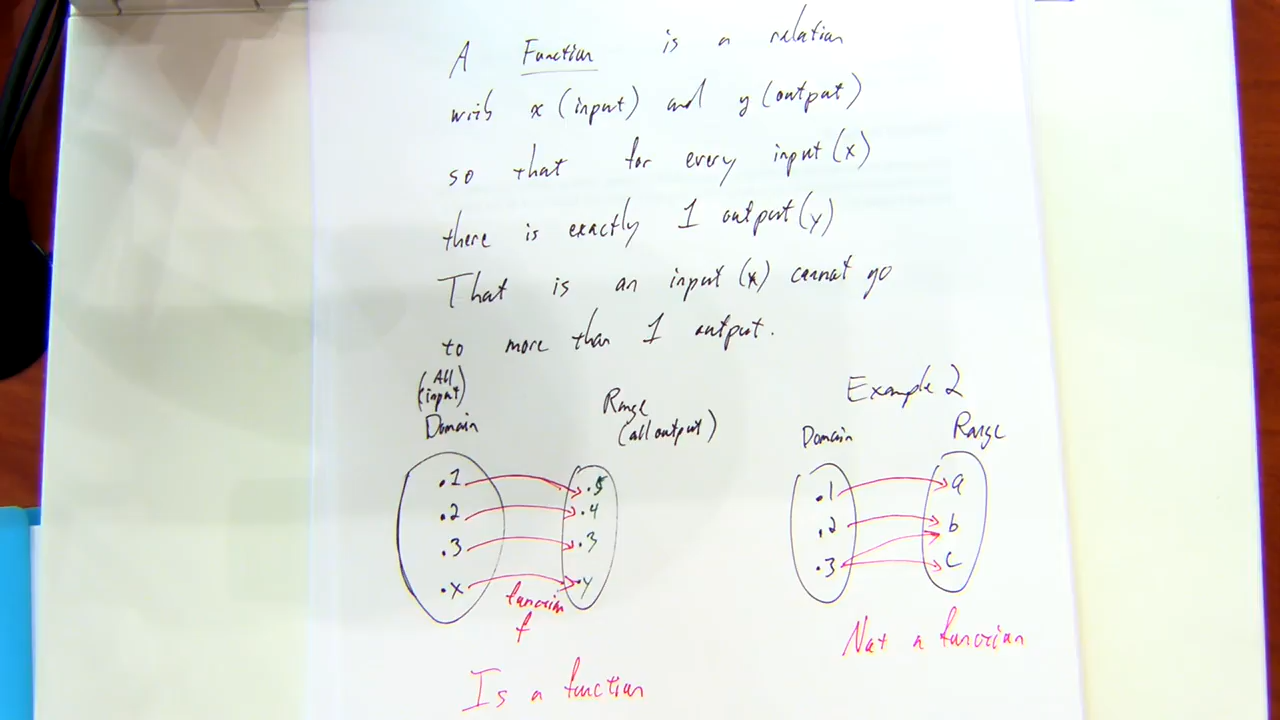 A Function is a relation
with x (input) and y (output)
so that for every input (x)
there is exactly 1 output (y)
That is an input (x) cannot go
to more than 1 output.
(All input)
Domain
Range
(all output)
.1
.2
.3
.x
.5
.4
.3
.y
function
f
Is a function
Example 2
Domain
Range
.1
.2
.3
a
b
c
Not a function